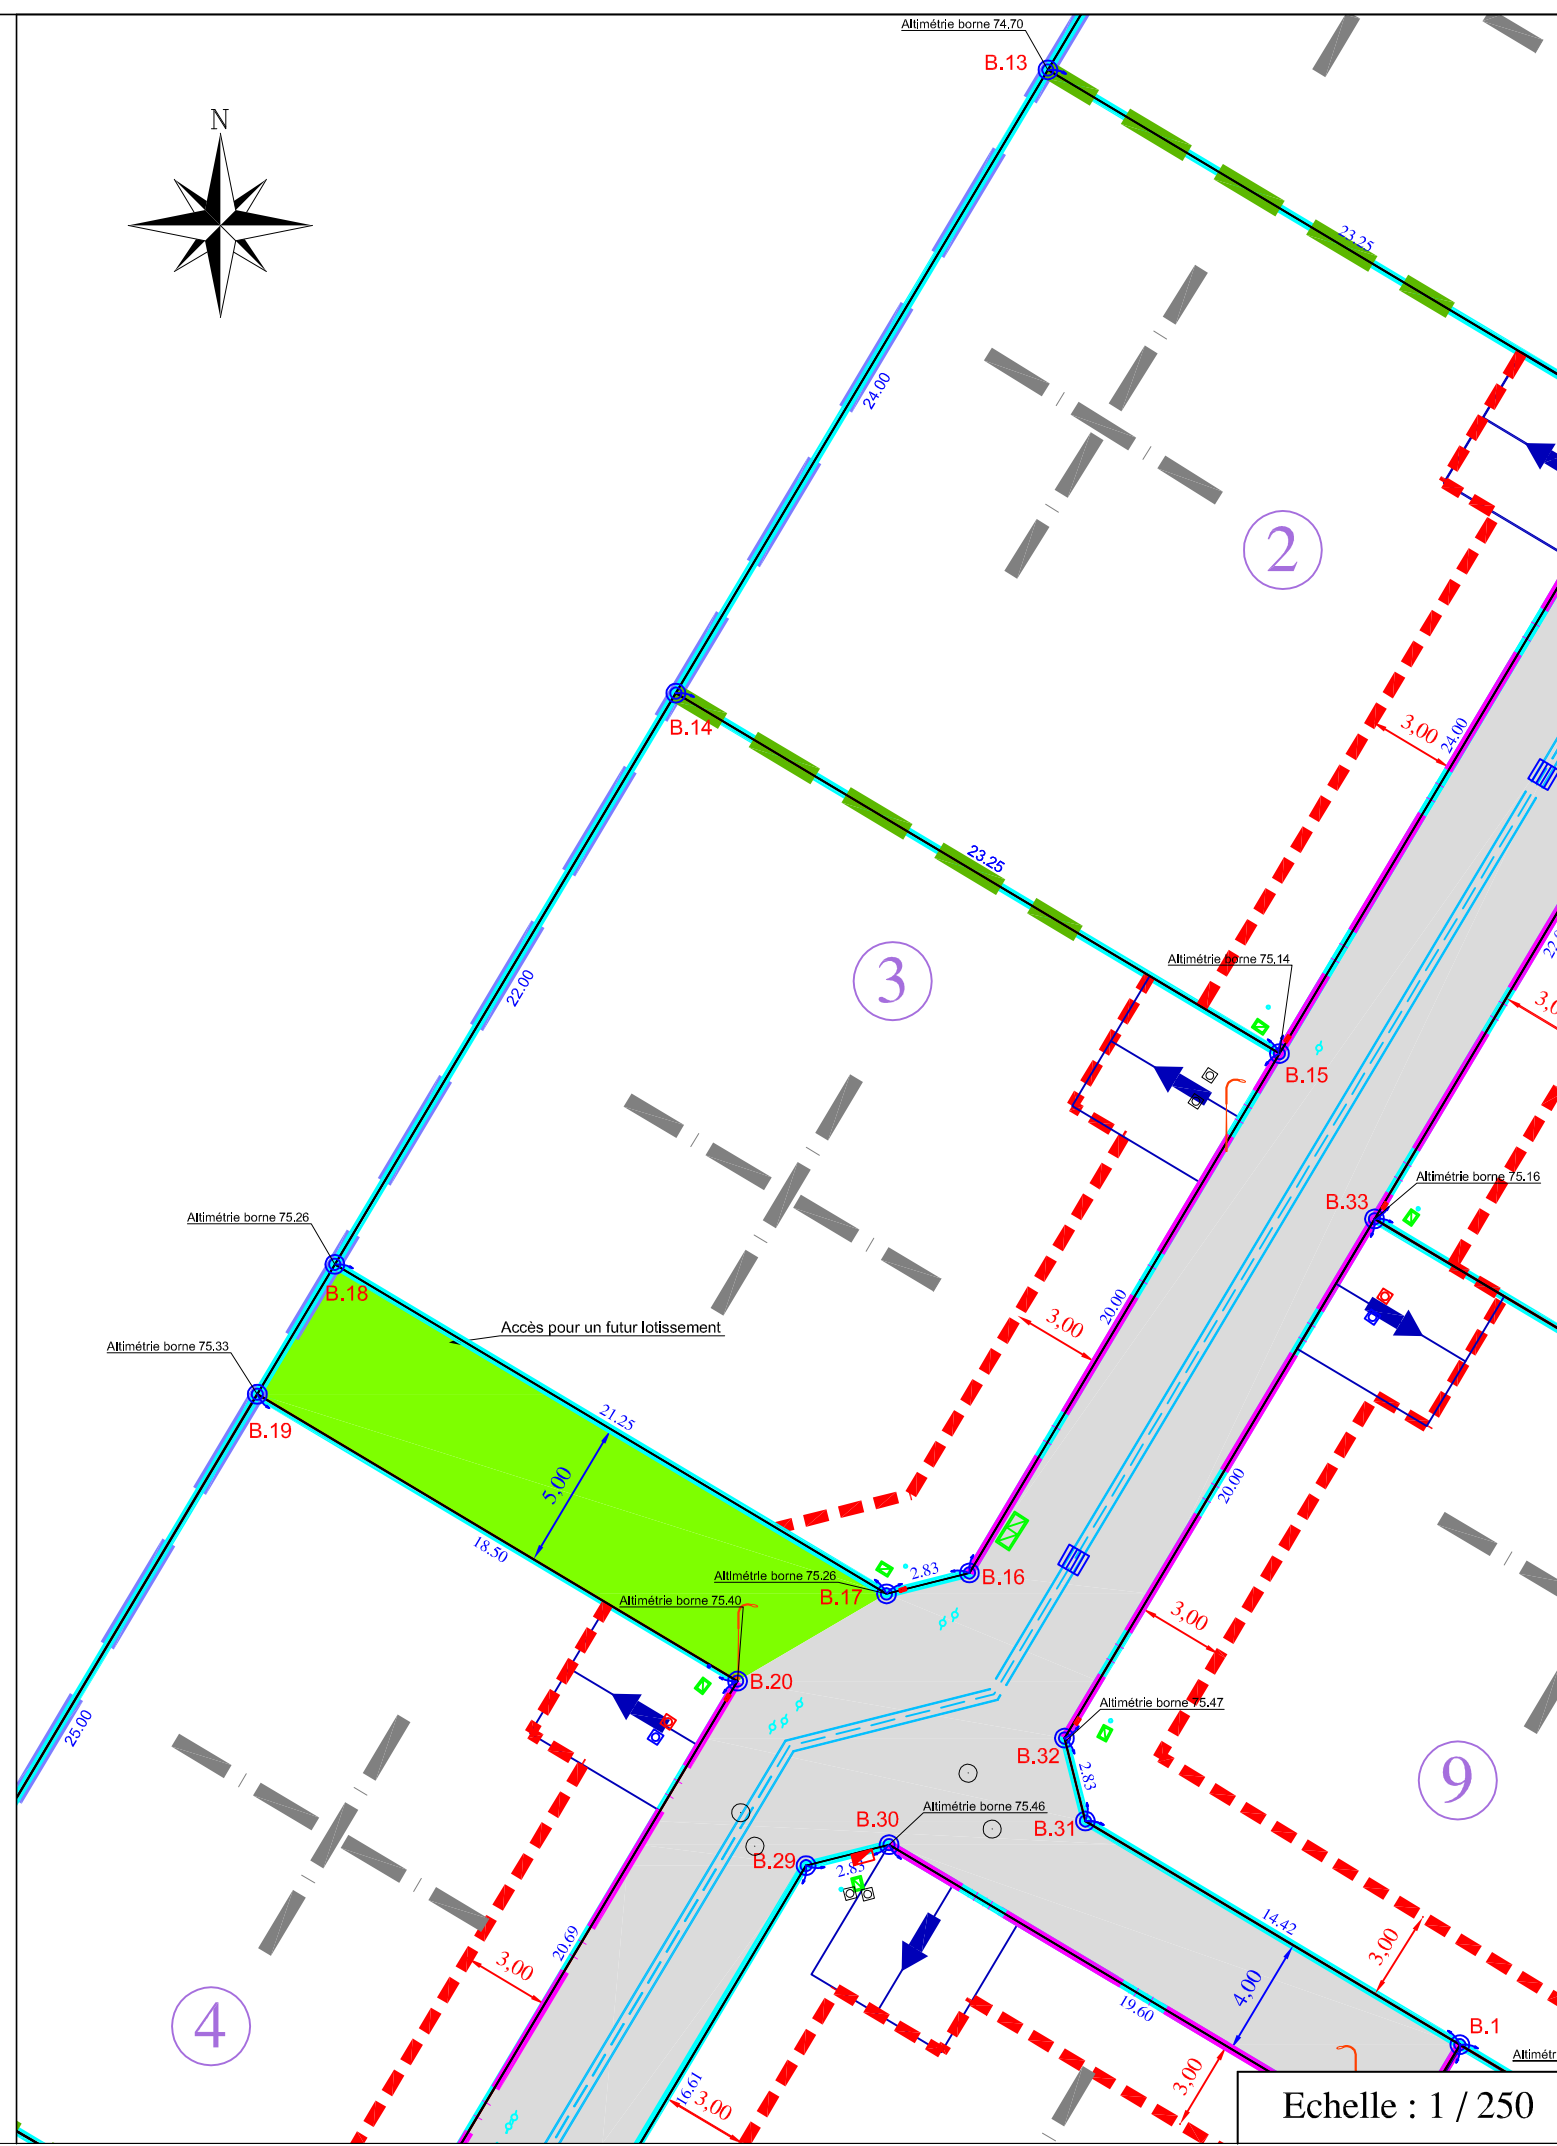 Altimétrie borne 74.70
B.13
N
23.25
24.00
2
B.14
3,00
24.00
23.25
22.00
3
Altimétrie borne 75.14
B.15
Altimétrie borne 75.16
B.33
Altimétrie borne 75.26
B.18
Accès pour un futur lotissement
20.00
3,00
Altimétrie borne 75.33
B.19
21.25
5,00
20.00
18.50
Altimétrie borne 75.26
2.83
B.16
B.17
Altimétrie borne 75.40
3,00
B.20
Altimétrie borne 75.47
25.00
B.32
2.83
9
Altimétrie borne 75.46
B.30
B.31
B.29
2.83
14.42
20.69
3,00
3,00
4,00
19.60
4
B.1
3,00
16.61
3,00
Echelle : 1 / 250